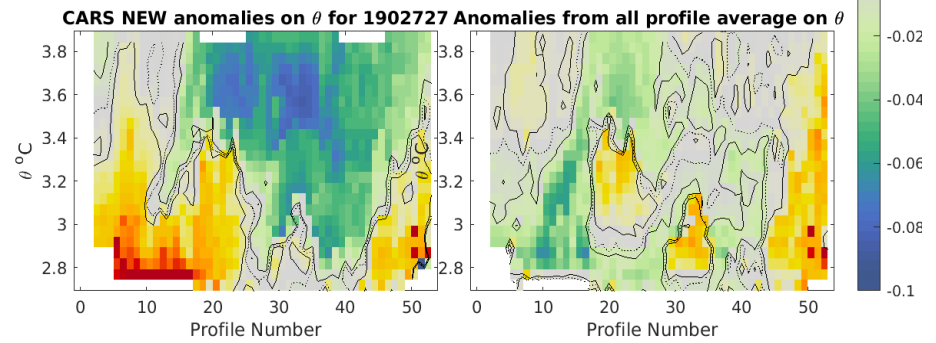 CARS NEW anomalies on θ for 1902727 Anomalies from all profile average on θ
3.8
3.6
3.4
3.2
3
2.8
θ °C
0 10 20 30 40 50
Profile Number
3.8
3.6
3.4
3.2
3
2.8
θ °C
0 10 20 30 40 50
Profile Number
-0.02
-0.04
-0.06
-0.08
-0.1